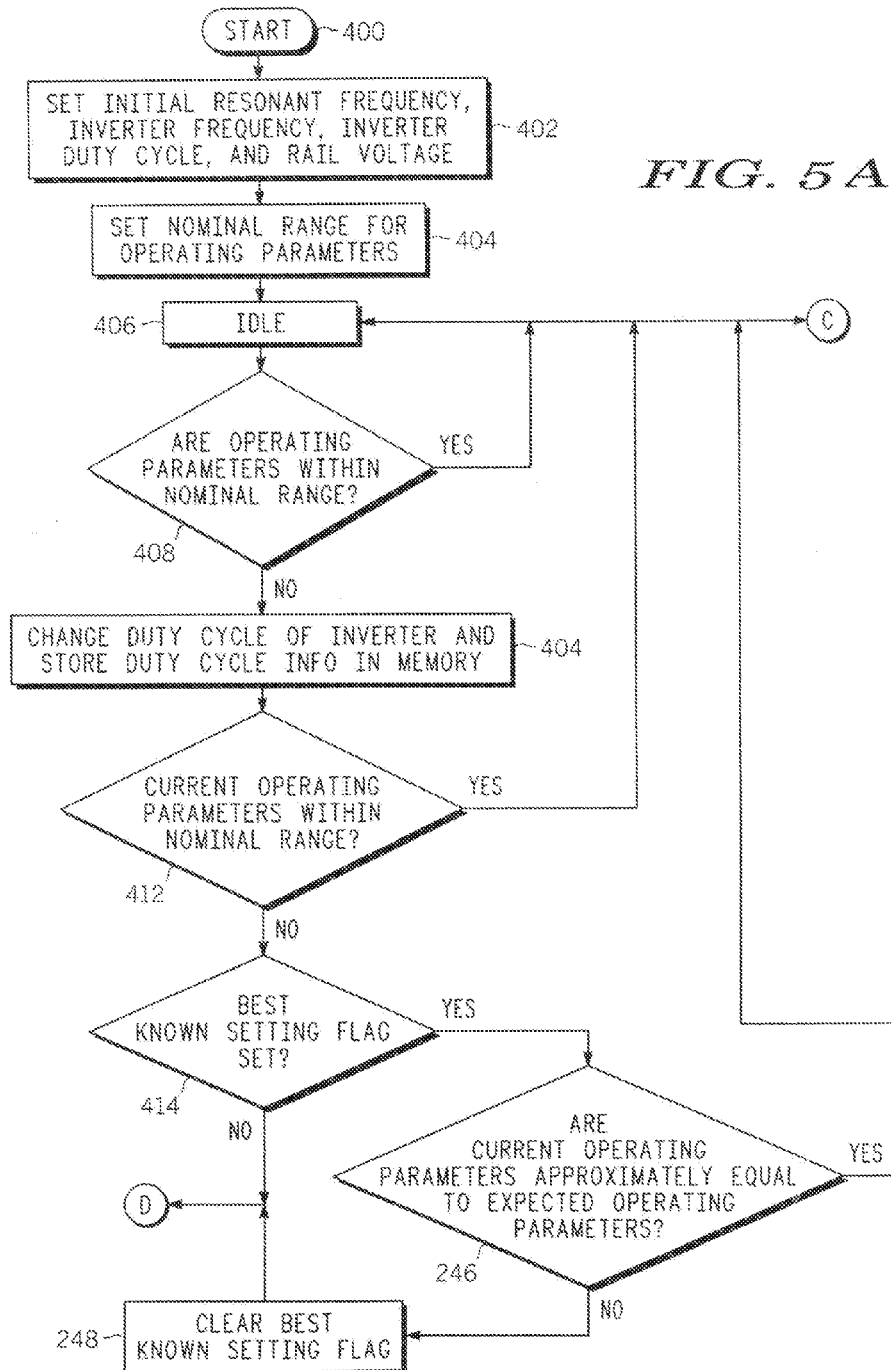 START
400
SET INITIAL RESONANT FREQUENCY,
INVERTER FREQUENCY, INVERTER
DUTY CYCLE, AND RAIL VOLTAGE
402
FIG. 5A
SET NOMINAL RANGE FOR
OPERATING PARAMETERS
404
406
IDLE
C
ARE OPERATING
PARAMETERS WITHIN
NOMINAL RANGE?
YES
408
NO
CHANGE DUTY CYCLE OF INVERTER AND
STORE DUTY CYCLE INFO IN MEMORY
404
CURRENT OPERATING
PARAMETERS WITHIN
NOMINAL RANGE?
YES
412
NO
BEST
KNOWN SETTING FLAG
SET?
YES
414
NO
ARE
CURRENT OPERATING
PARAMETERS APPROXIMATELY EQUAL
TO EXPECTED OPERATING
PARAMETERS?
YES
D
246
NO
248
CLEAR BEST
KNOWN SETTING FLAG